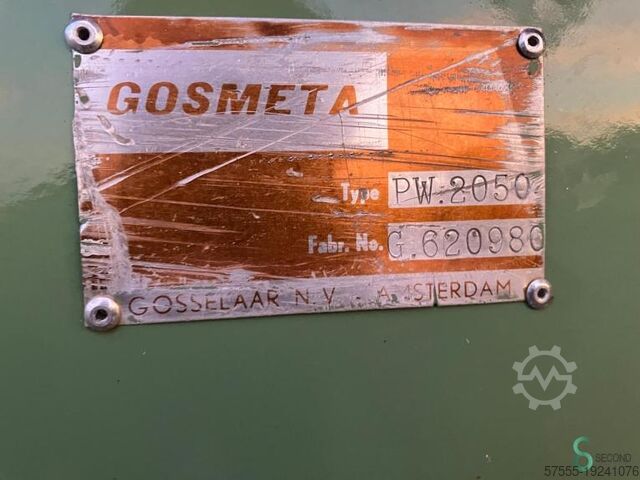 GOSMETA
Type PW.2050
Fabr. No. G.620980
GOSSELAAR N.V. - AMSTERDAM
S SECOND
57555-19241076